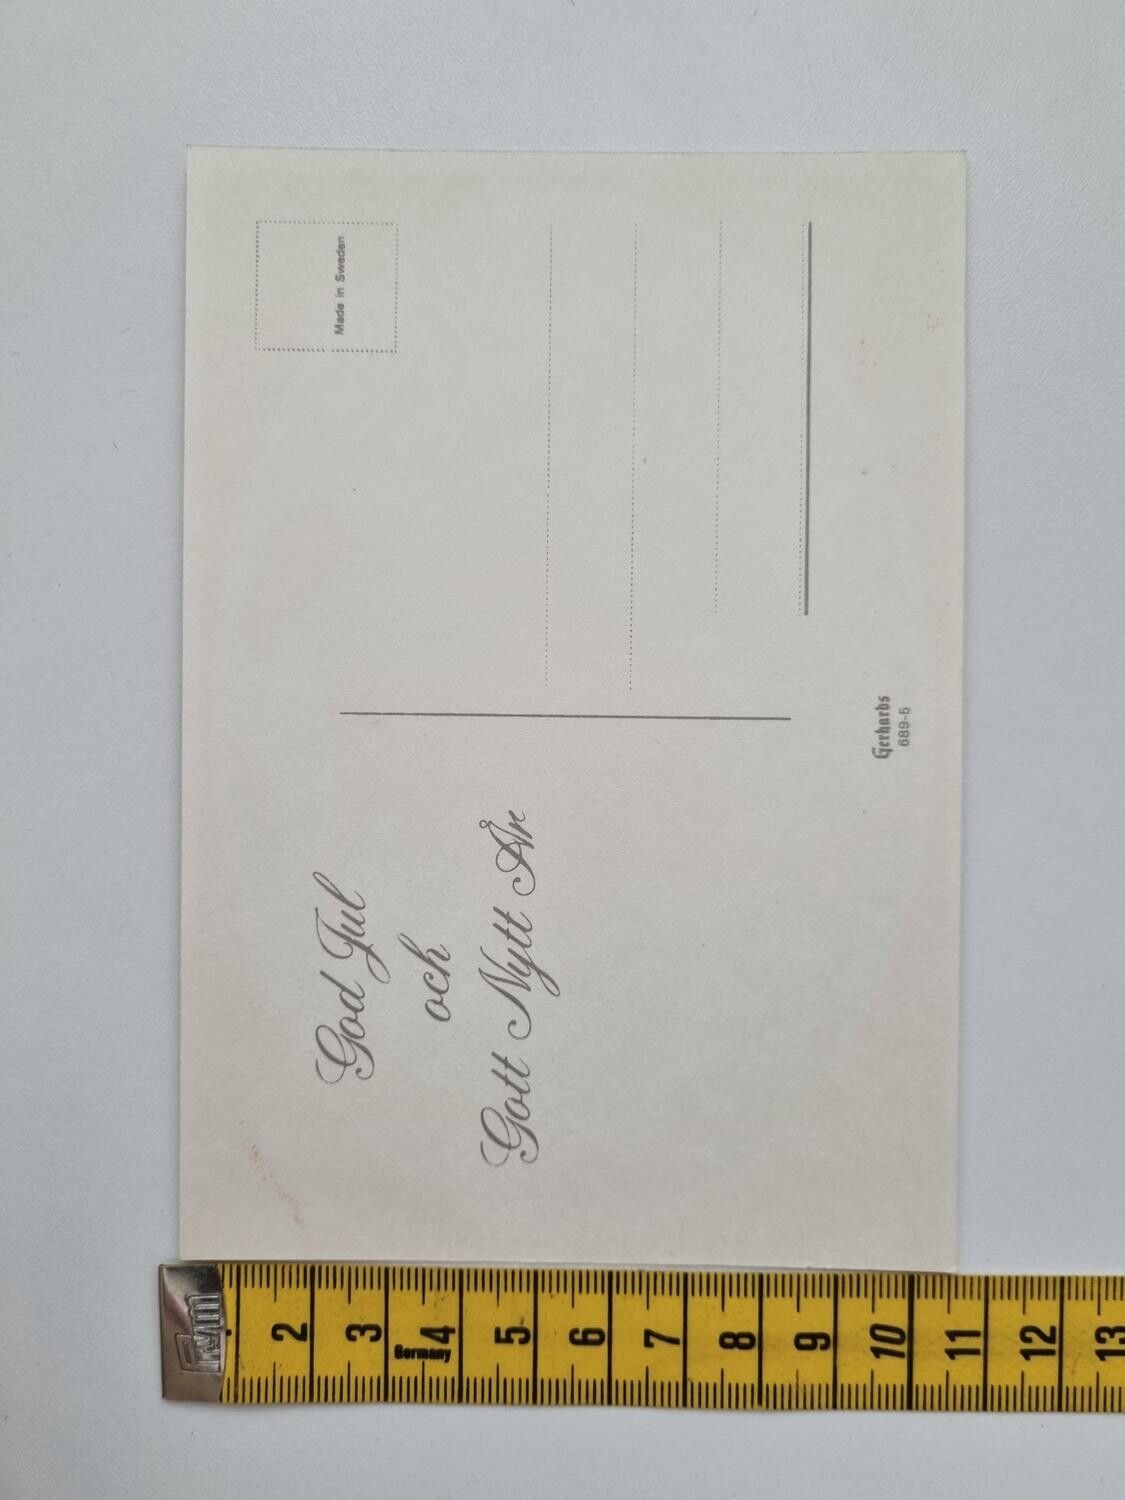 Made in Sweden
God Jul
och
Gott Nytt År
Gerhards
689-5
Prym
2 3 4 5 6 7 8 9 10 11 12 13
Germany